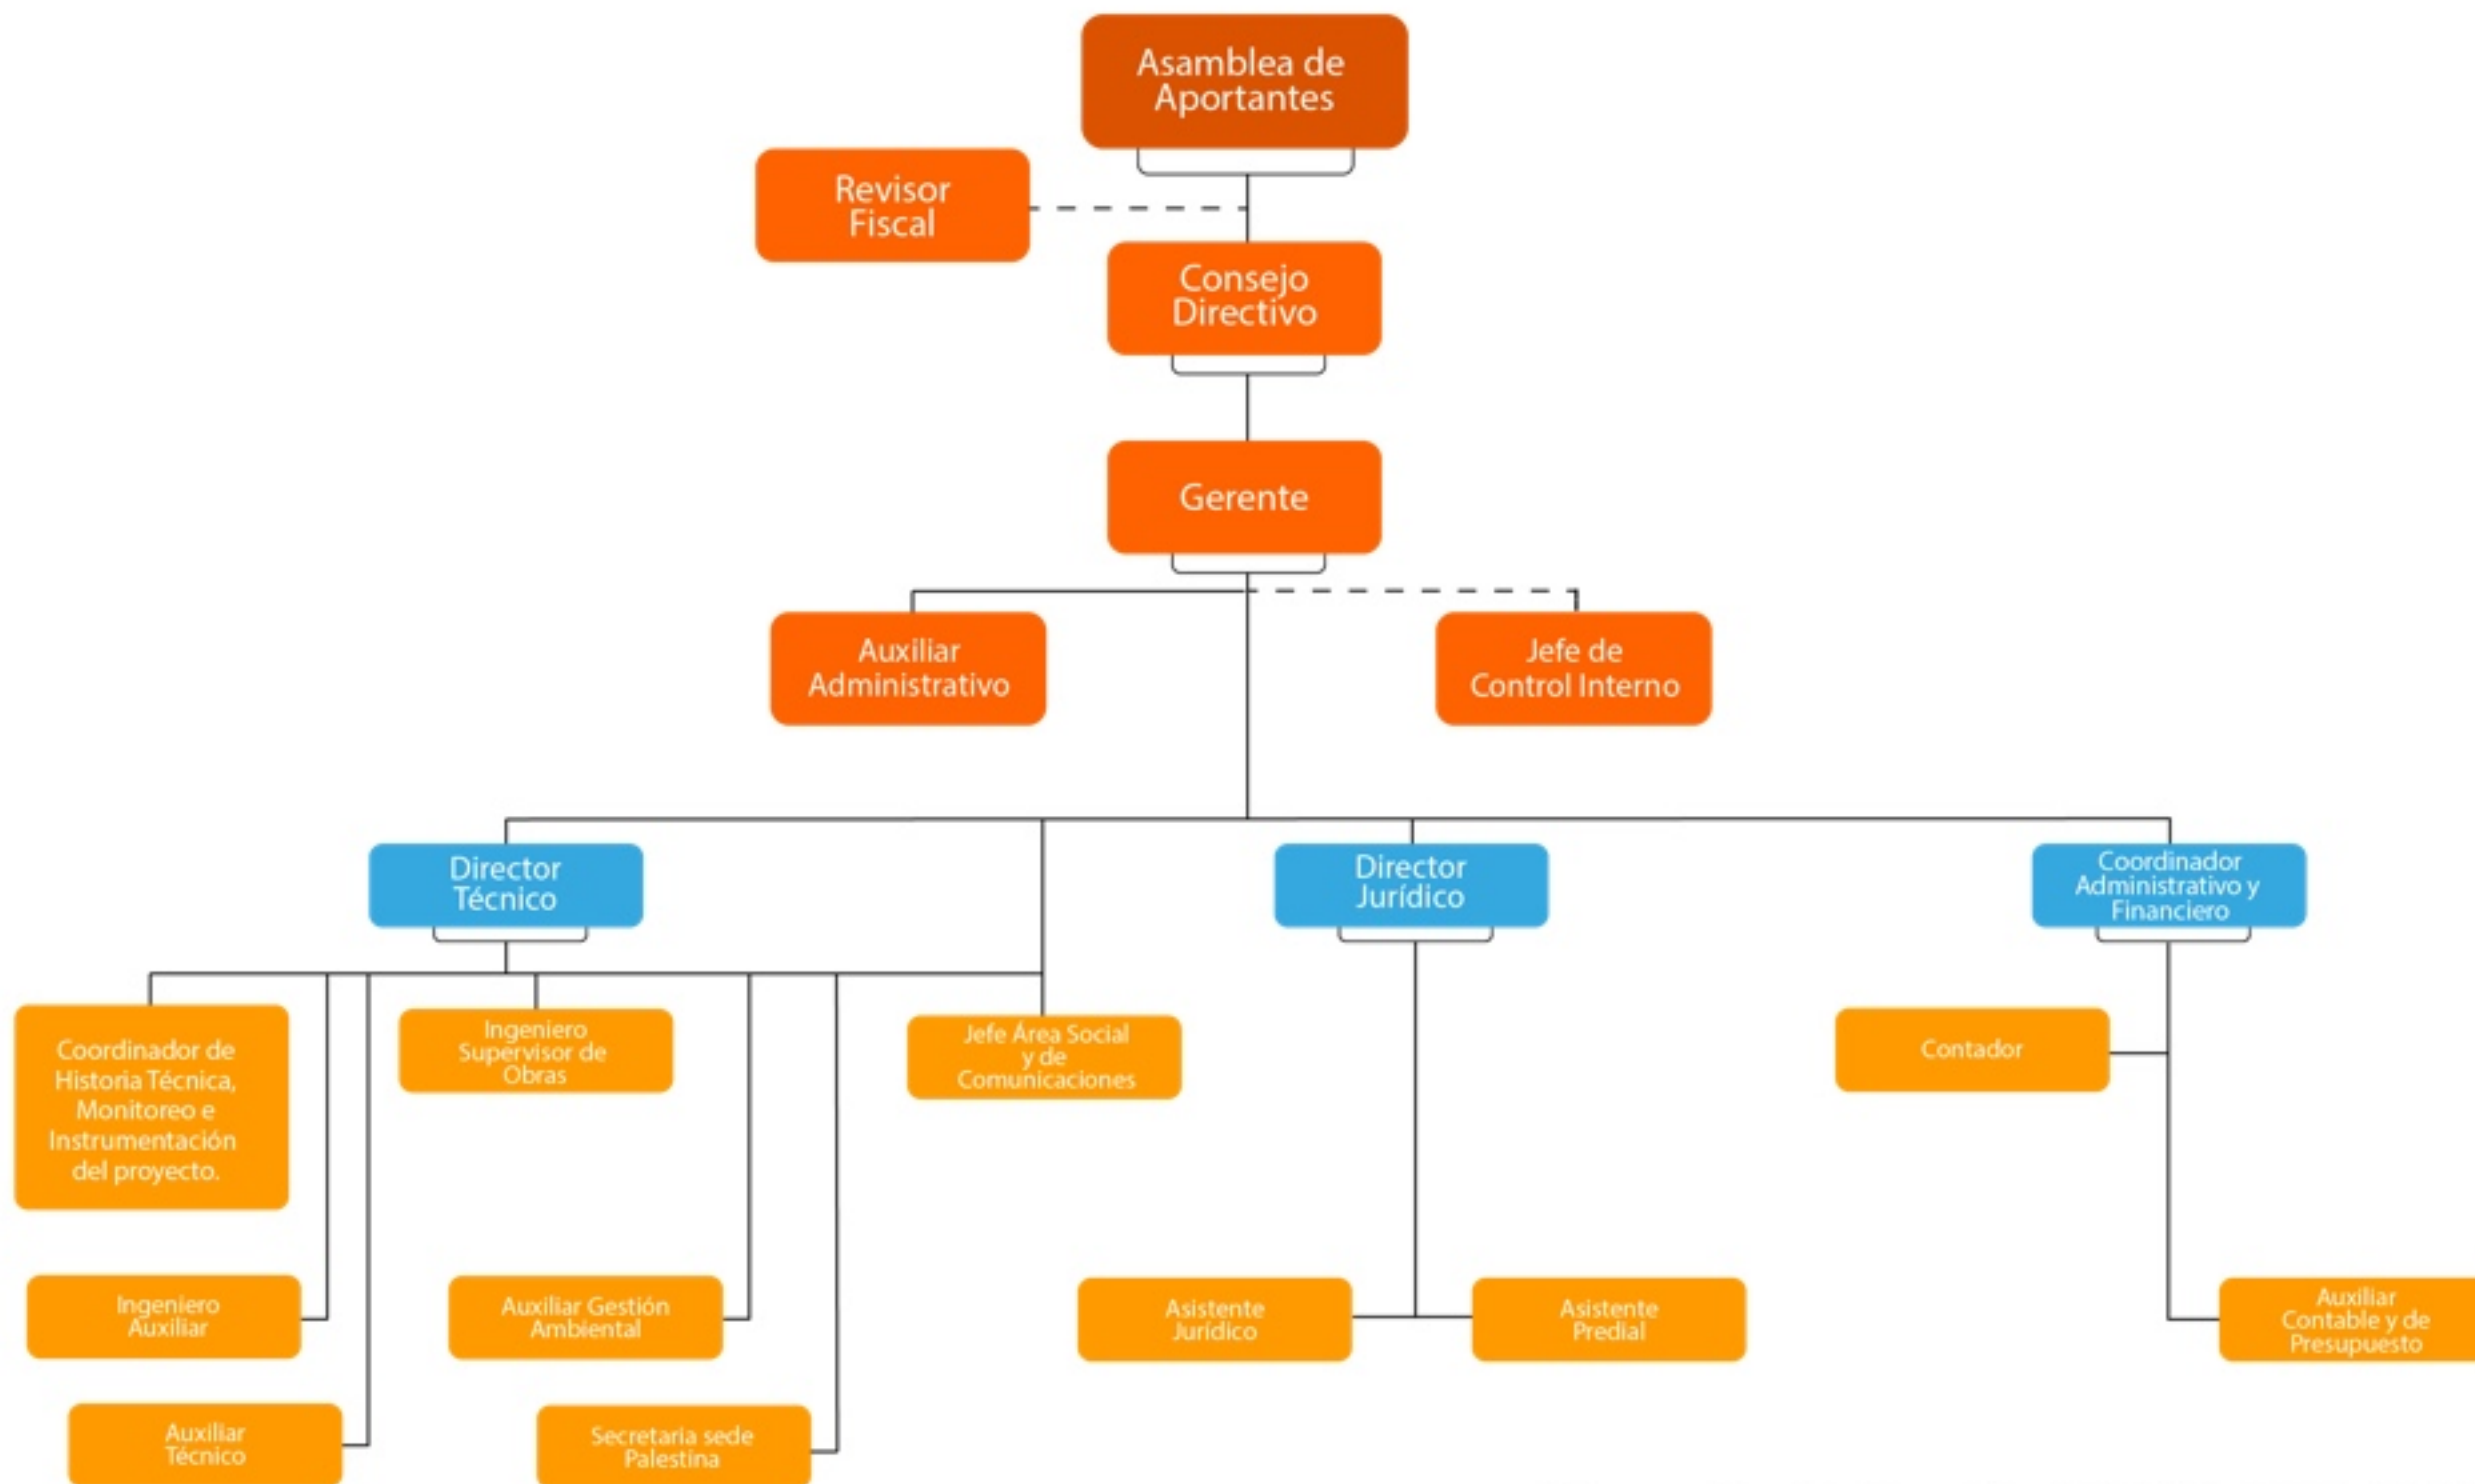 Asamblea de
Aportantes
Revisor
Fiscal
Consejo
Directivo
Gerente
Auxiliar
Administrativo
Jefe de
Control Interno
Director
Técnico
Director
Jurídico
Coordinador
Administrativo y
Financiero
Coordinador de
Historia Técnica,
Monitoreo e
Instrumentación
del proyecto.
Ingeniero
Supervisor de
Obras
Jefe Área Social
y de
Comunicaciones
Contador
Ingeniero
Auxiliar
Auxiliar Gestión
Ambiental
Asistente
Jurídico
Asistente
Predial
Auxiliar
Contable y de
Presupuesto
Auxiliar
Técnico
Secretaria sede
Palestina